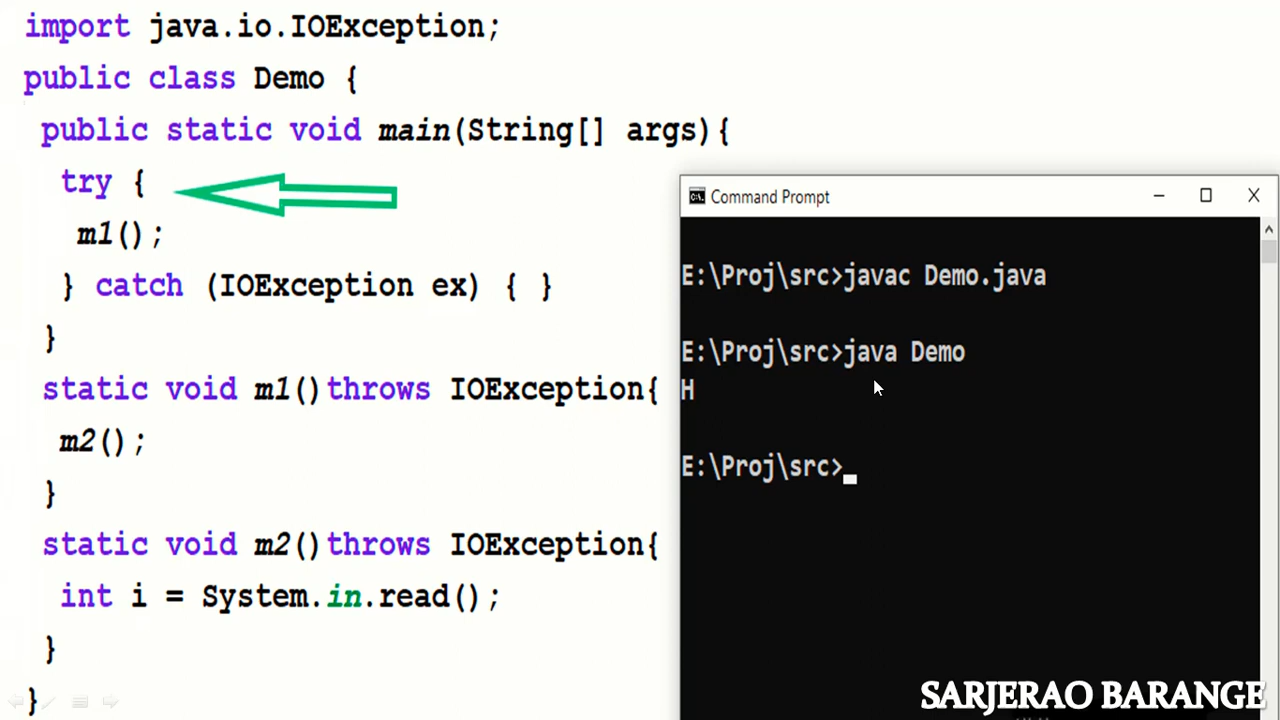 import java.io.IOException;
public class Demo {
public static void main(String[] args){
try {
m1();
} catch (IOException ex) { }
}
static void m1()throws IOException{
m2();
}
static void m2()throws IOException{
int i = System.in.read();
}
}
Command Prompt
E:\Proj\src>javac Demo.java
E:\Proj\src>java Demo
H
E:\Proj\src>
SARJERAO BARANGE